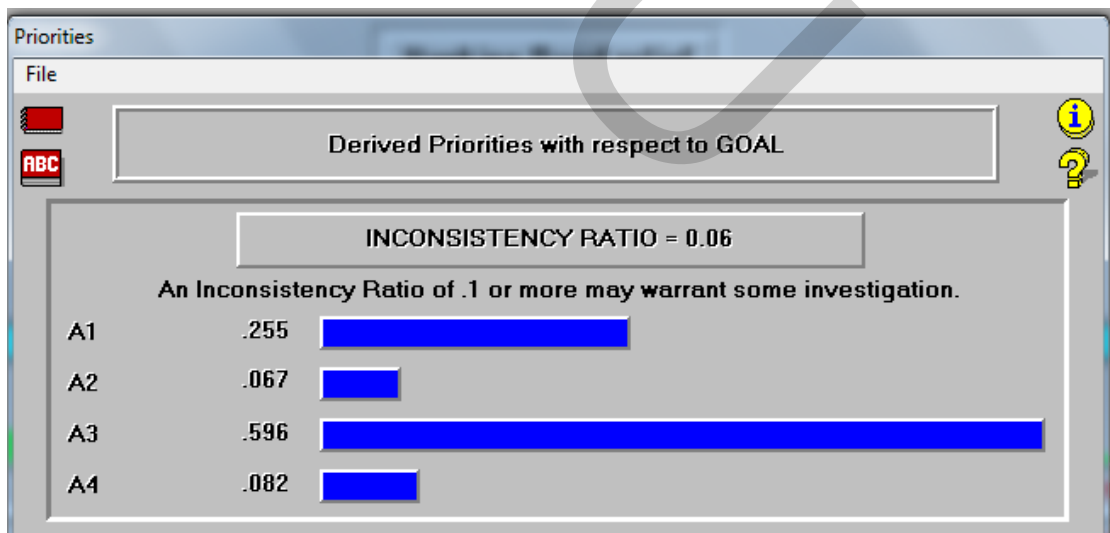 Priorities
File
ABC
Derived Priorities with respect to GOAL
i
?
INCONSISTENCY RATIO = 0.06
An Inconsistency Ratio of .1 or more may warrant some investigation.
A1 .255
A2 .067
A3 .596
A4 .082